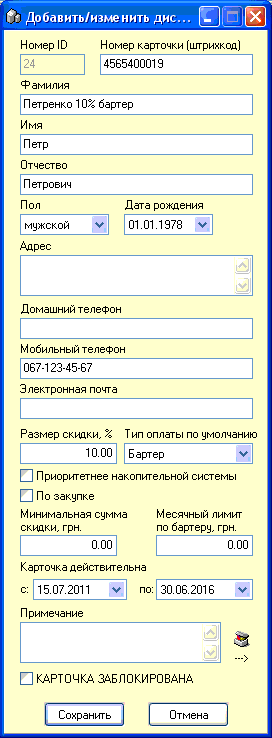 Добавить/изменить дис...
Номер ID Номер карточки (штрихкод)
24 4565400019
Фамилия
Петренко 10% бартер
Имя
Петр
Отчество
Петрович
Пол Дата рождения
мужской 01.01.1978
Адрес
Домашний телефон
Мобильный телефон
067-123-45-67
Электронная почта
Размер скидки, % Тип оплаты по умолчанию
10.00 Бартер
Приоритетнее накопительной системы
По закупке
Минимальная сумма Месячный лимит
скидки, грн. по бартеру, грн.
0.00 0.00
Карточка действительна
с: 15.07.2011 по: 30.06.2016
Примечание
--->
КАРТОЧКА ЗАБЛОКИРОВАНА
Сохранить Отмена